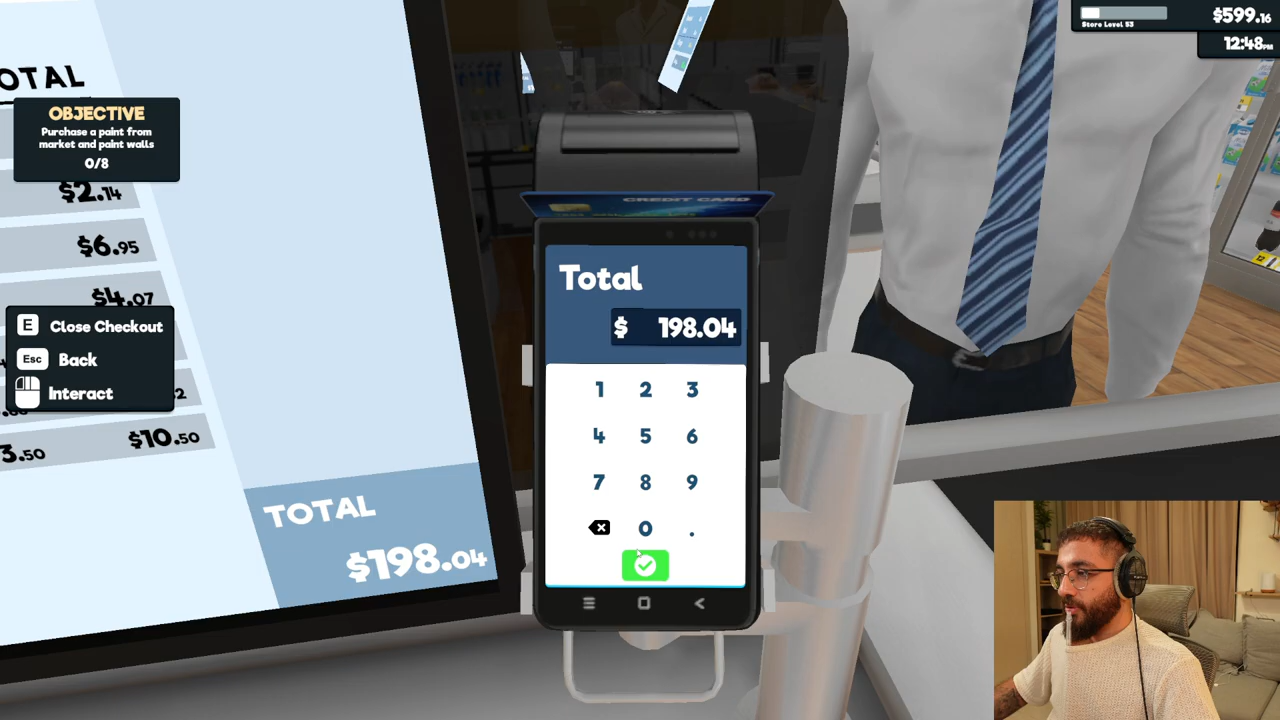 $599.16
Store Level 53
12:48PM
OTAL
OBJECTIVE
Purchase a paint from
market and paint walls
0/8
$2.14
$6.95
$4.07
E Close Checkout
Esc Back
Interact
2
3.50 $10.50
TOTAL
$198.04
CREDIT CARD
Total
$ 198.04
1 2 3
4 5 6
7 8 9
0 .